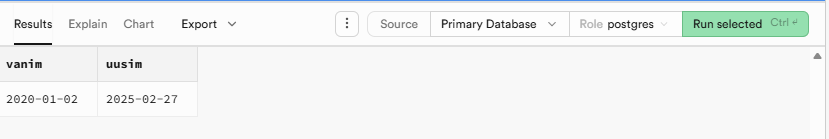 Results Explain Chart Export Source Primary Database Role postgres Run selected Ctrl ↵
vanim uusim
2020-01-02 2025-02-27